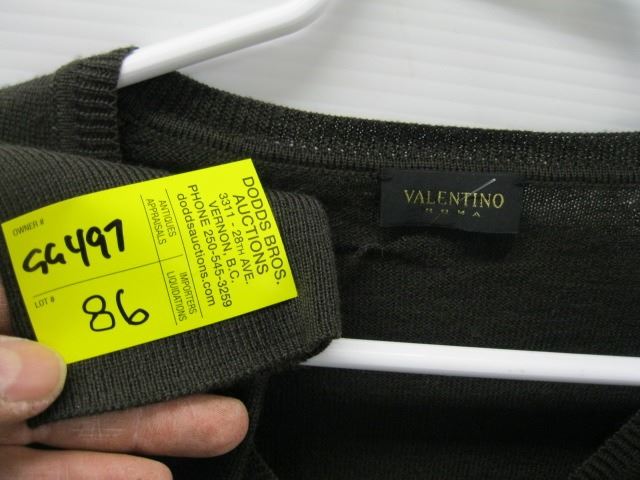 OWNER #
GG497
LOT #
86
ANTIQUES
APPRAISALS
IMPORTERS
LIQUIDATIONS
DODDS BROS.
AUCTIONS
3311 - 28TH AVE.
VERNON, B.C.
PHONE 250-545-3259
doddsauctions.com
VALENTINO
ROMA